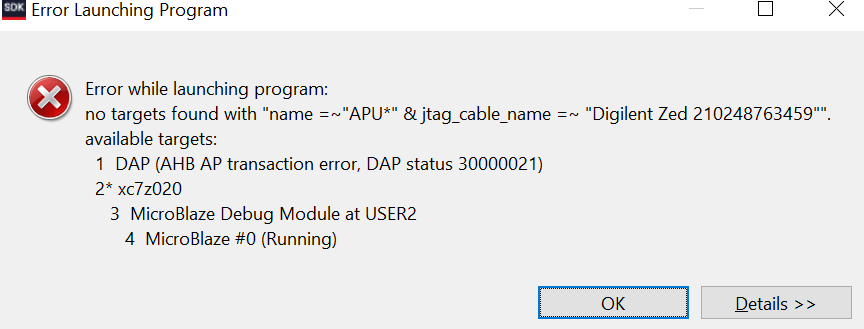 SDK Error Launching Program
Error while launching program:
no targets found with "name =~"APU*" & jtag_cable_name =~ "Digilent Zed 210248763459"".
available targets:
1 DAP (AHB AP transaction error, DAP status 30000021)
2* xc7z020
3 MicroBlaze Debug Module at USER2
4 MicroBlaze #0 (Running)
OK Details >>